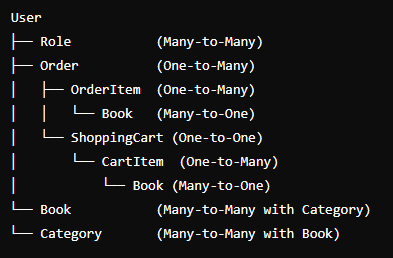 User
├── Role           (Many-to-Many)
├── Order          (One-to-Many)
│   ├── OrderItem  (One-to-Many)
│   │   └── Book   (Many-to-One)
│   └── ShoppingCart (One-to-One)
│       └── CartItem  (One-to-Many)
│           └── Book (Many-to-One)
└── Book           (Many-to-Many with Category)
└── Category       (Many-to-Many with Book)